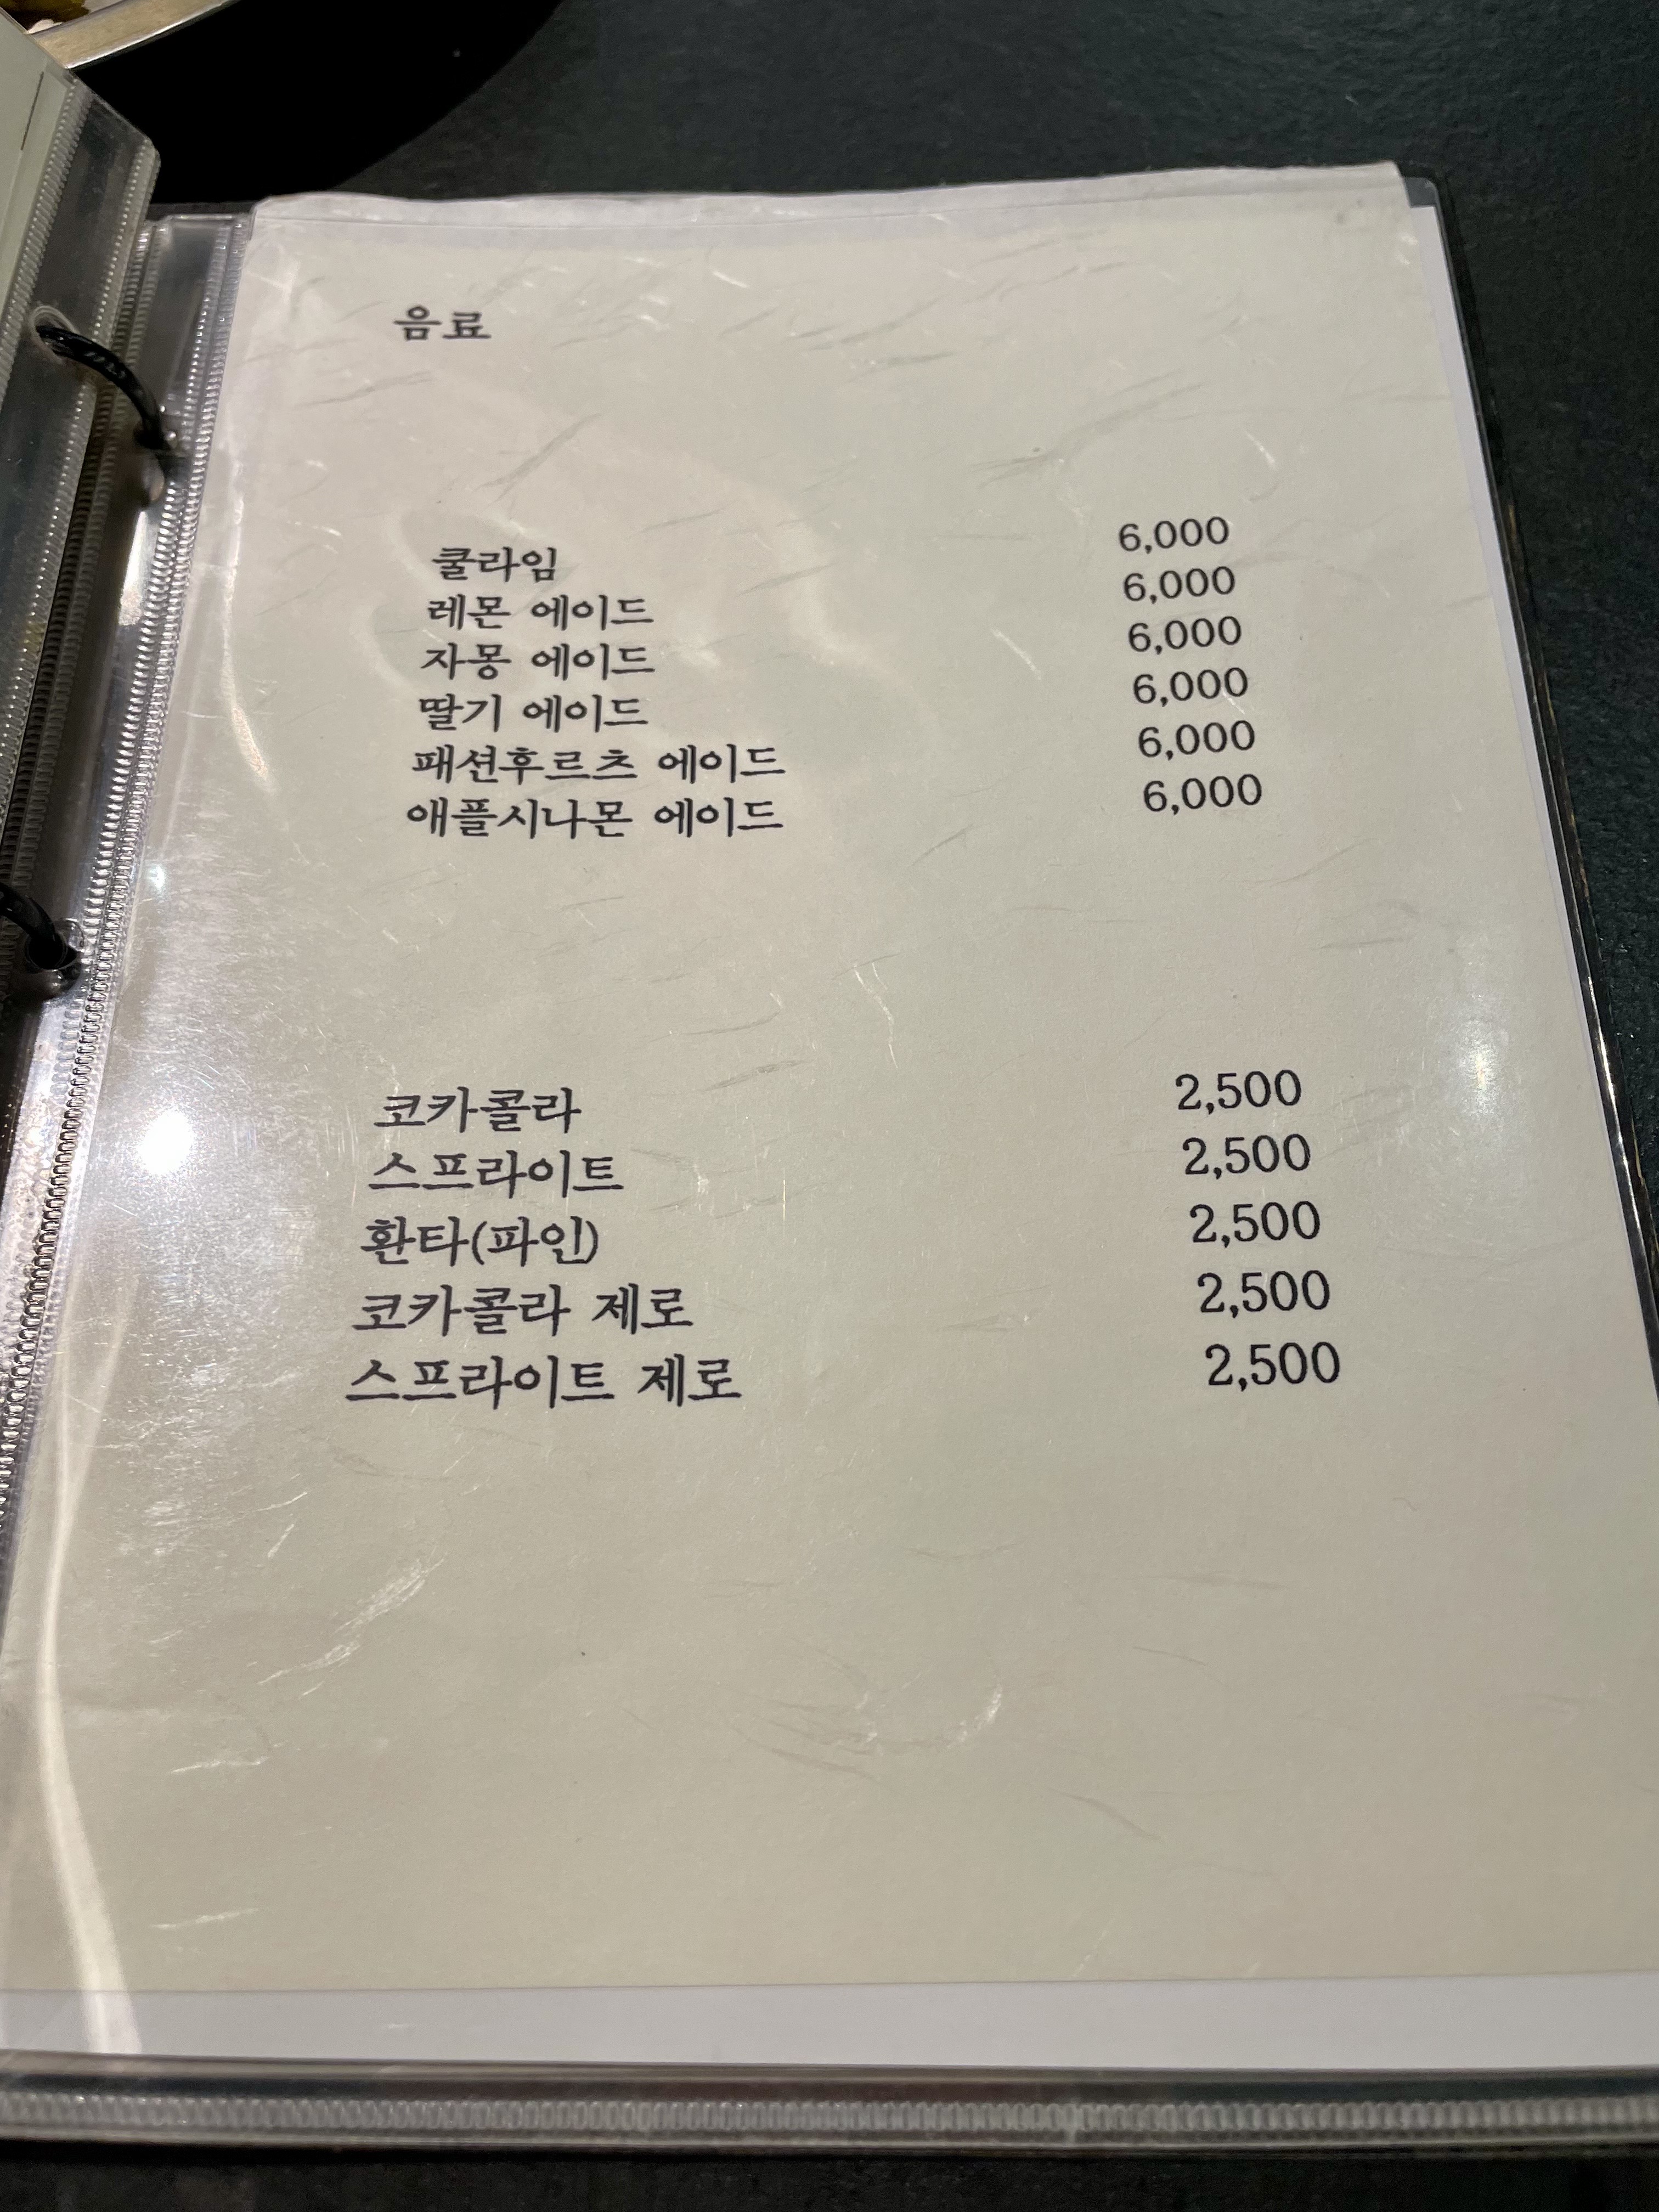 음료
쿨라임 6,000
레몬 에이드 6,000
자몽 에이드 6,000
딸기 에이드 6,000
패션후르츠 에이드 6,000
애플시나몬 에이드 6,000
코카콜라 2,500
스프라이트 2,500
환타(파인) 2,500
코카콜라 제로 2,500
스프라이트 제로 2,500